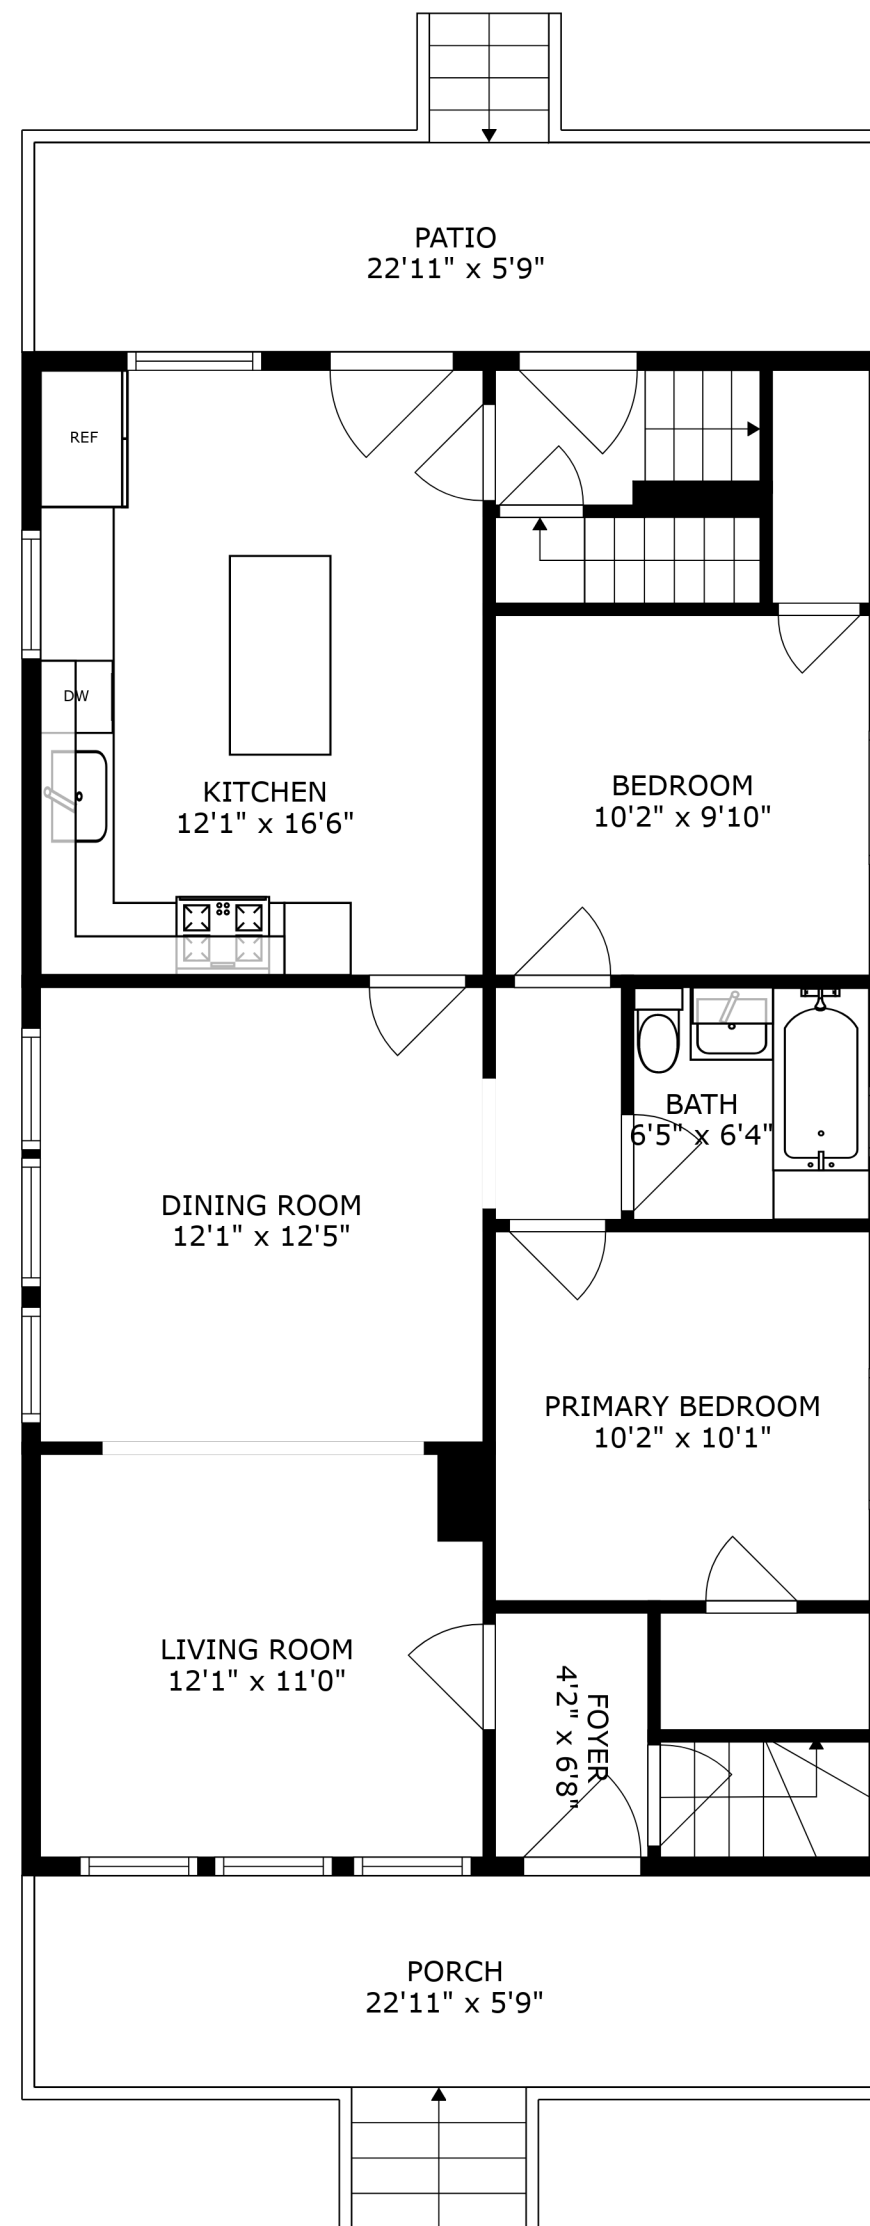 PATIO
22'11" x 5'9"
REF
DW
KITCHEN
12'1" x 16'6"
BEDROOM
10'2" x 9'10"
BATH
6'5" x 6'4"
DINING ROOM
12'1" x 12'5"
PRIMARY BEDROOM
10'2" x 10'1"
LIVING ROOM
12'1" x 11'0"
FOYER
4'2" x 6'8"
PORCH
22'11" x 5'9"